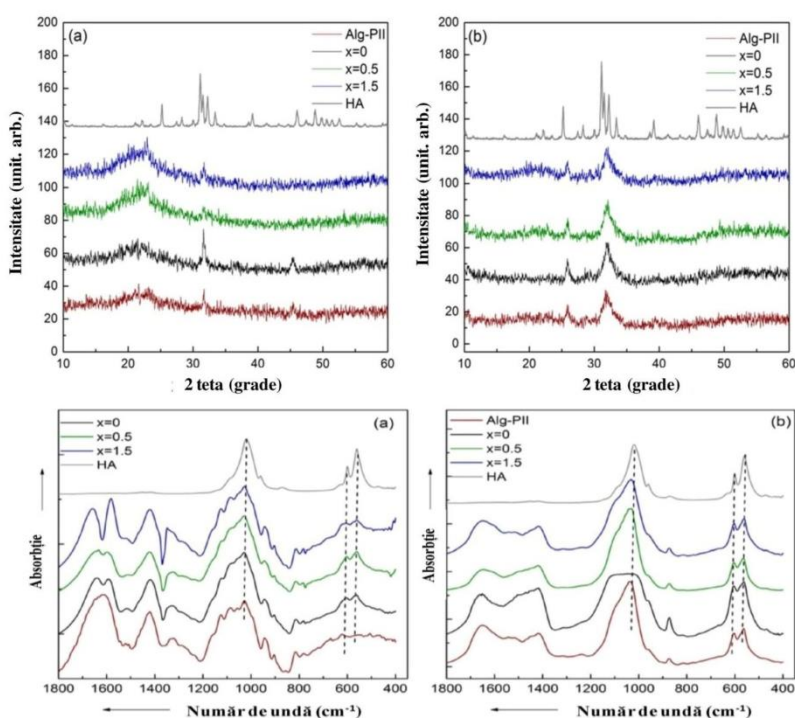 (a)
Alg-PII
x=0
x=0.5
x=1.5
HA
200
180
160
140
120
100
80
60
40
20
0
Intensitate (unit. arb.)
10 20 30 40 50 60
2 teta (grade)
(b)
Alg-PII
x=0
x=0.5
x=1.5
HA
200
180
160
140
120
100
80
60
40
20
0
Intensitate (unit. arb.)
10 20 30 40 50 60
2 teta (grade)
(a)
x=0
x=0.5
x=1.5
HA
Absorbție
1800 1600 1400 1200 1000 800 600 400
Număr de undă (cm⁻¹)
(b)
Alg-PII
x=0
x=0.5
x=1.5
HA
Absorbție
1800 1600 1400 1200 1000 800 600 400
Număr de undă (cm⁻¹)